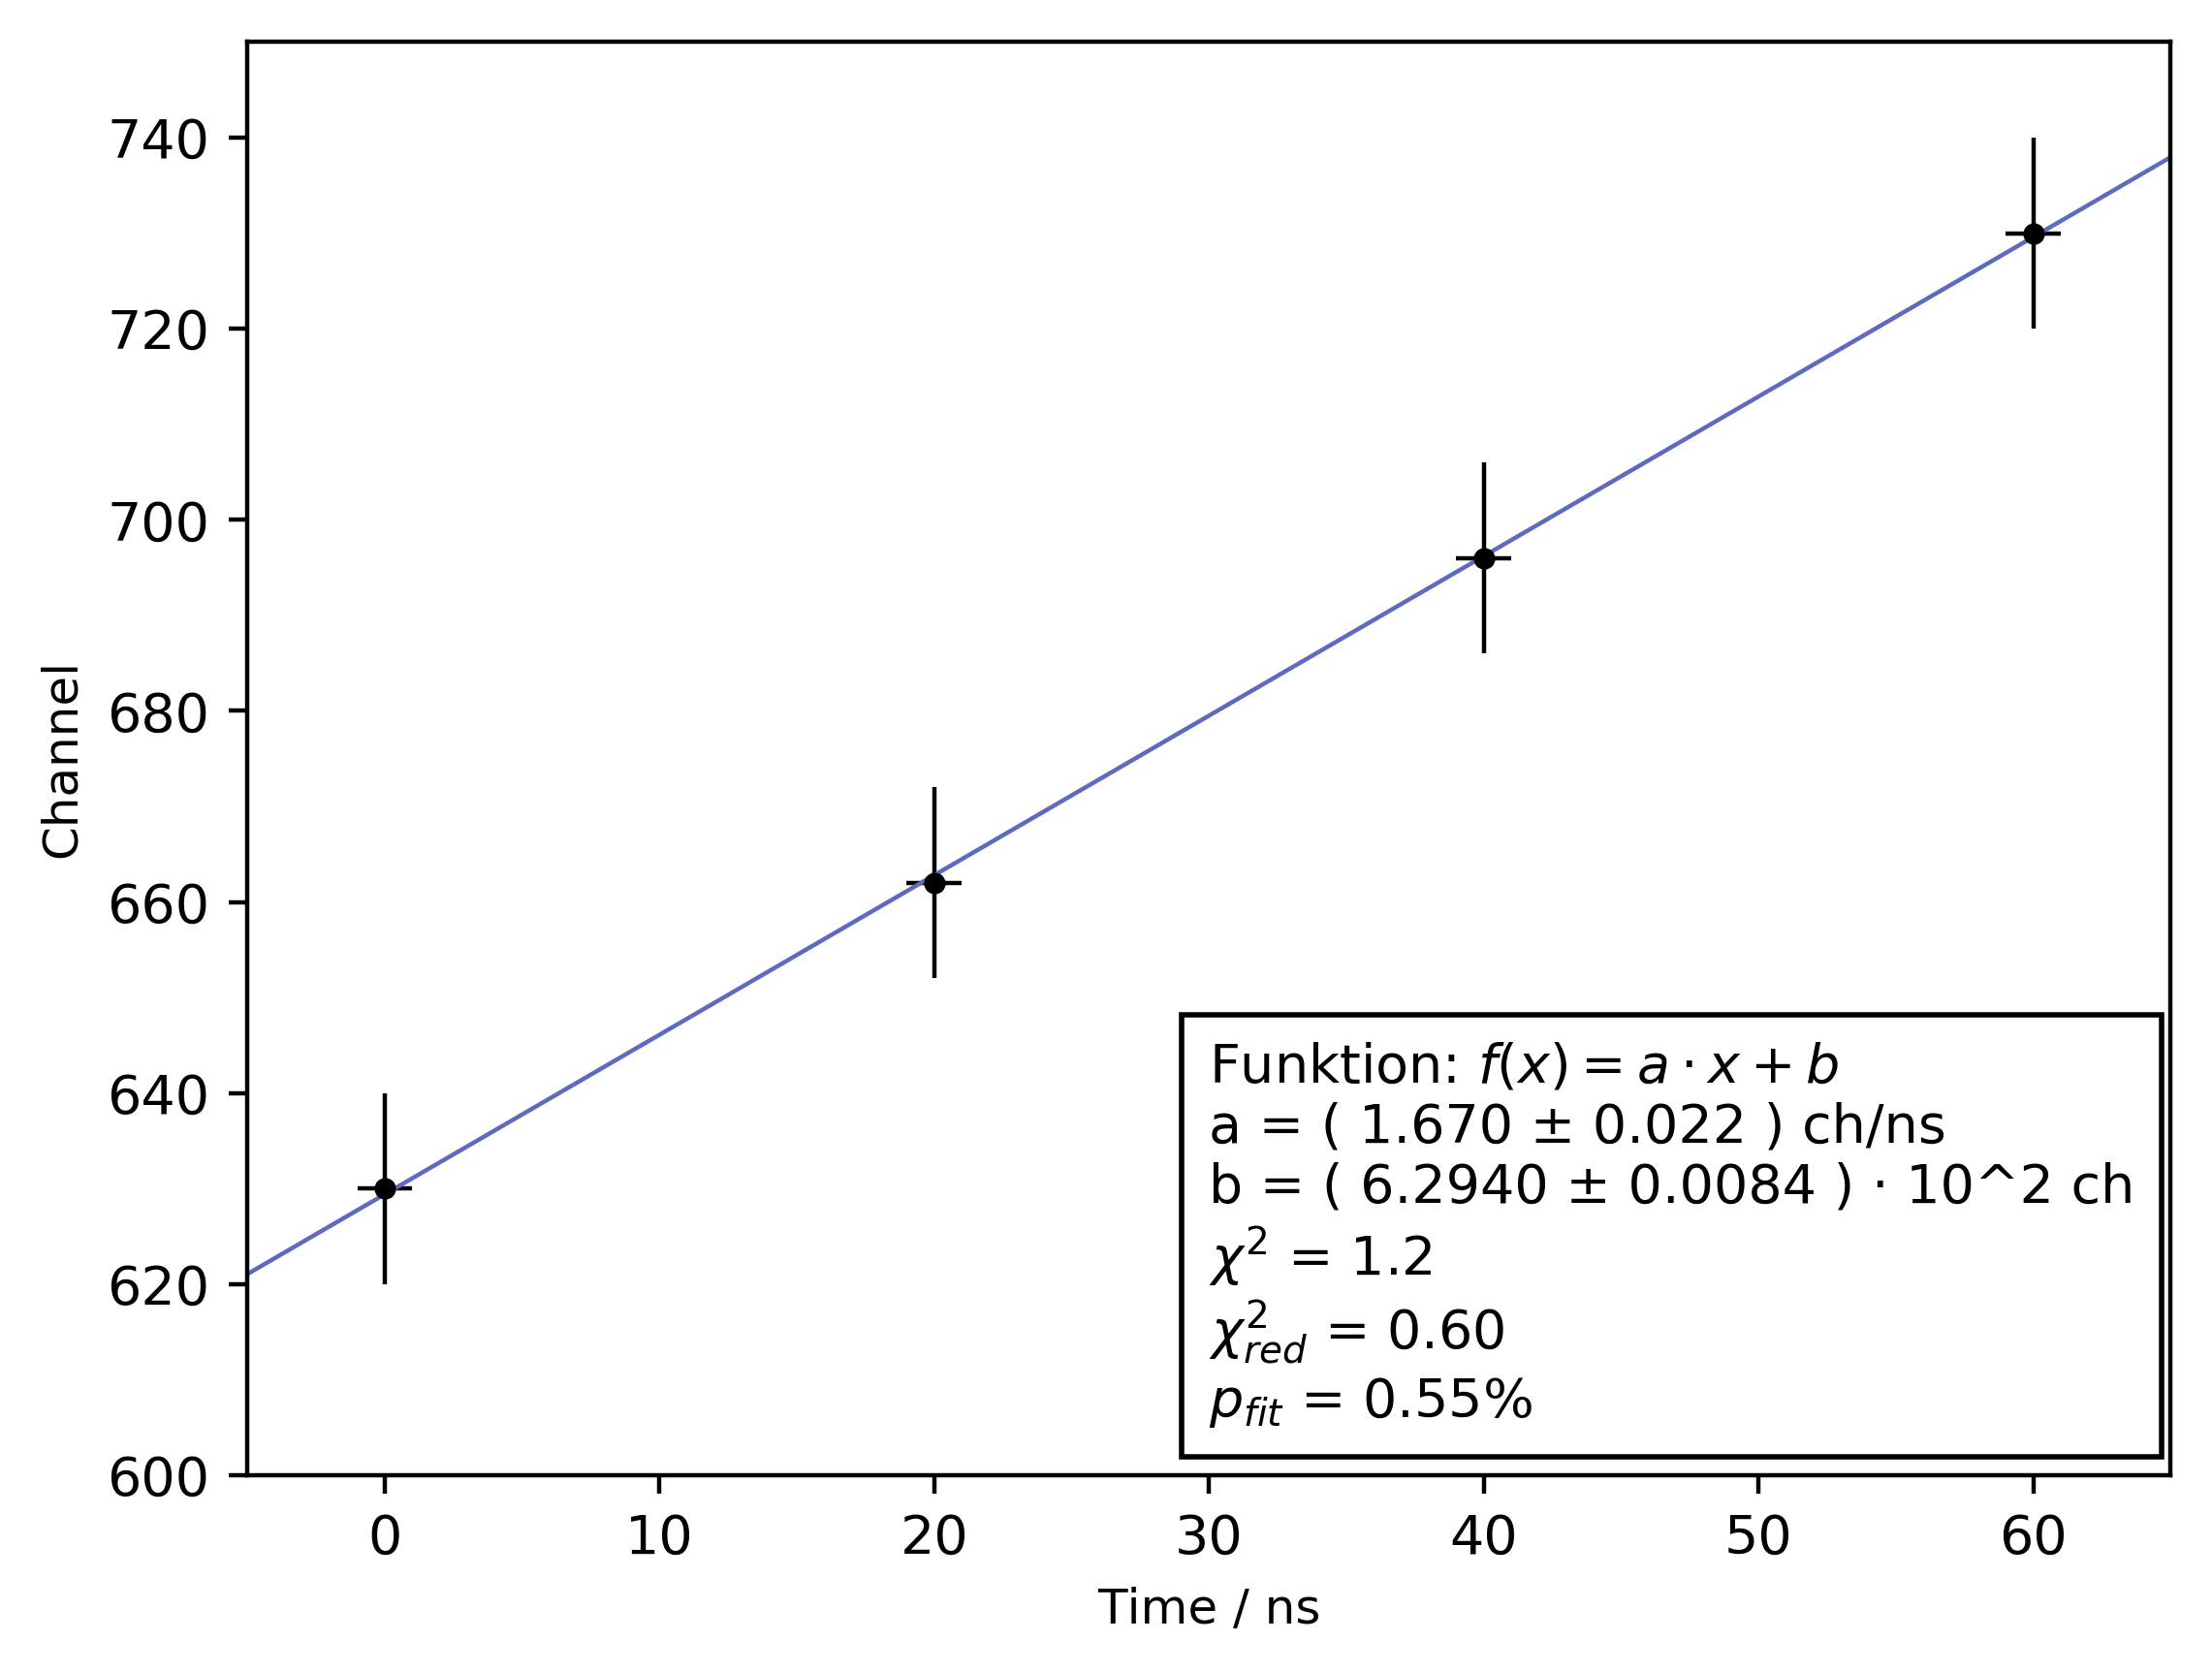 740
720
700
680
660
640
620
600
Channel
Funktion: f(x) = a · x + b
a = ( 1.670 ± 0.022 ) ch/ns
b = ( 6.2940 ± 0.0084 ) · 10^2 ch
χ² = 1.2
χ²_red = 0.60
p_fit = 0.55%
0 10 20 30 40 50 60
Time / ns